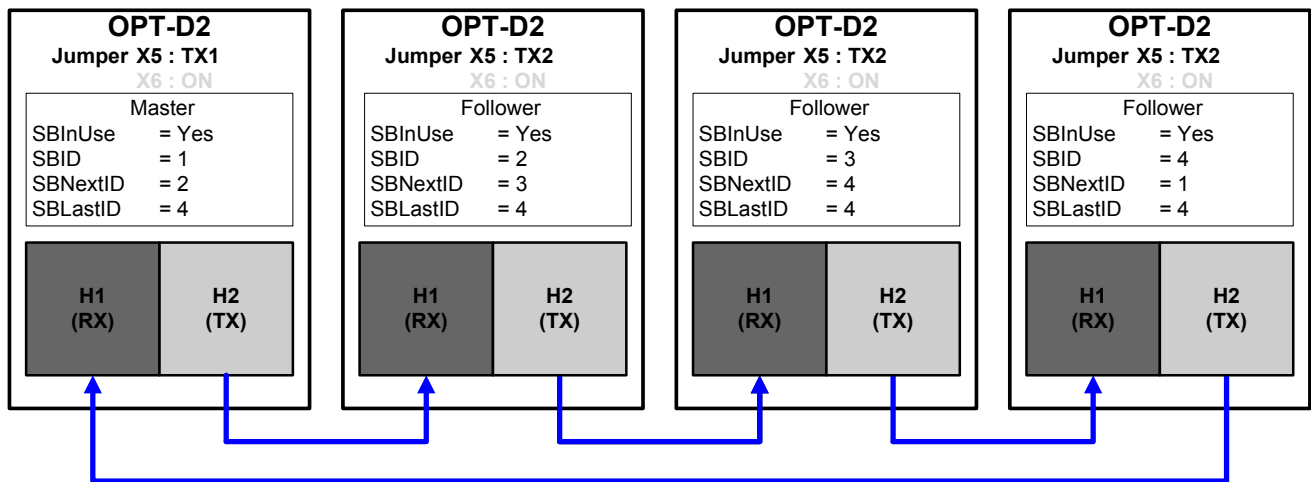 OPT-D2
Jumper X5 : TX1
X6 : ON
Master
SBInUse = Yes
SBID = 1
SBNextID = 2
SBLastID = 4
H1
(RX)
H2
(TX)
OPT-D2
Jumper X5 : TX2
X6 : ON
Follower
SBInUse = Yes
SBID = 2
SBNextID = 3
SBLastID = 4
H1
(RX)
H2
(TX)
OPT-D2
Jumper X5 : TX2
X6 : ON
Follower
SBInUse = Yes
SBID = 3
SBNextID = 4
SBLastID = 4
H1
(RX)
H2
(TX)
OPT-D2
Jumper X5 : TX2
X6 : ON
Follower
SBInUse = Yes
SBID = 4
SBNextID = 1
SBLastID = 4
H1
(RX)
H2
(TX)